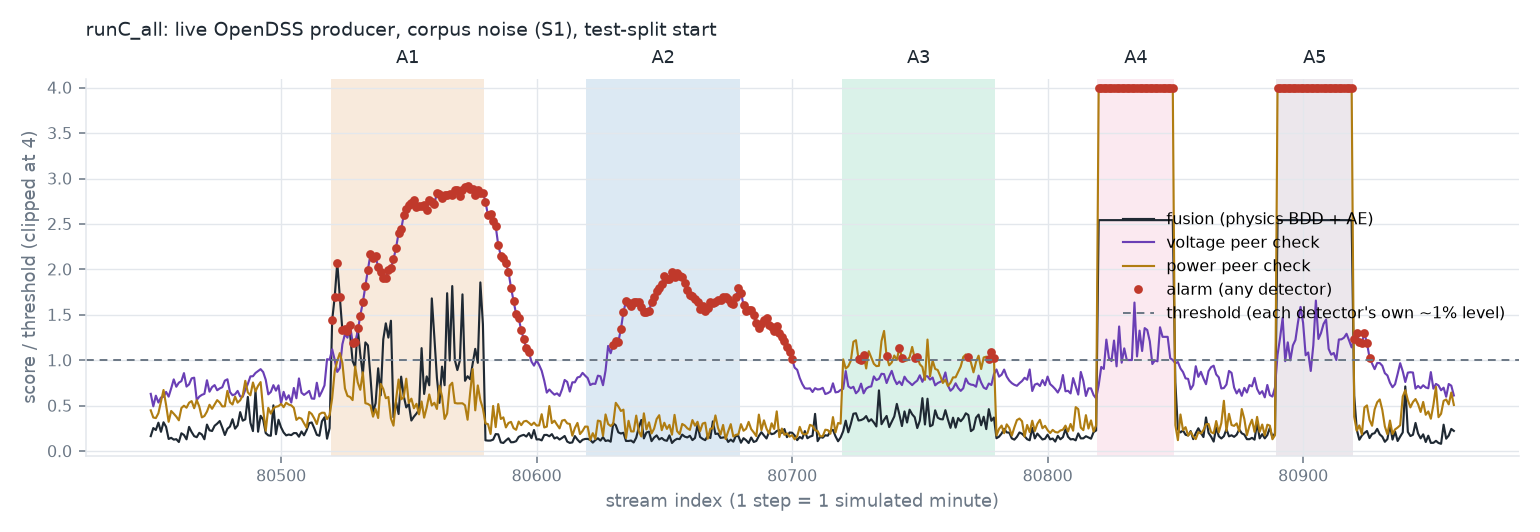 runC_all: live OpenDSS producer, corpus noise (S1), test-split start
A1 A2 A3 A4 A5
score / threshold (clipped at 4)
4.0
3.5
3.0
2.5
2.0
1.5
1.0
0.5
0.0
fusion (physics BDD + AE)
voltage peer check
power peer check
alarm (any detector)
threshold (each detector's own ~1% level)
80500 80600 80700 80800 80900
stream index (1 step = 1 simulated minute)